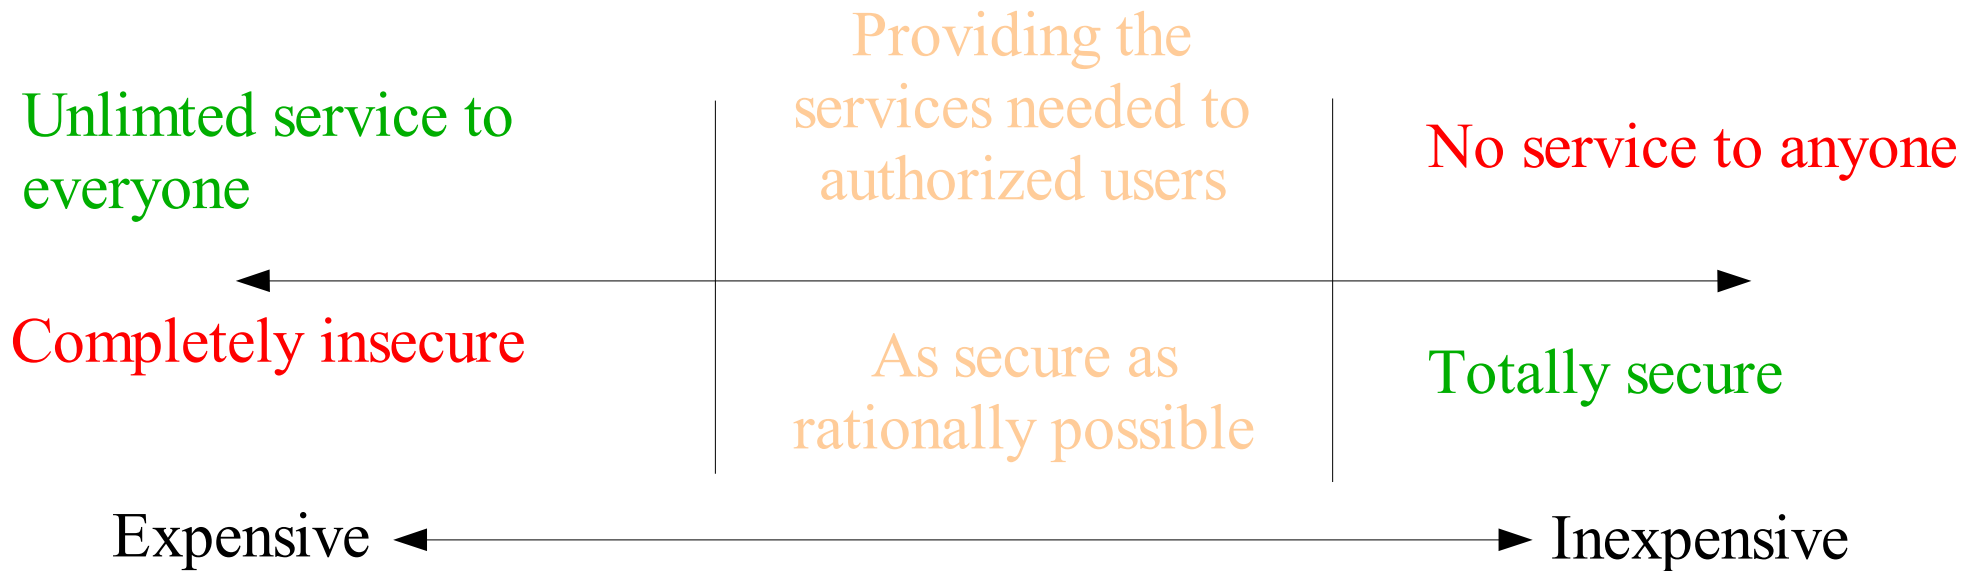 Providing the
services needed to
authorized users
Unlimted service to
everyone
No service to anyone
Completely insecure
As secure as
rationally possible
Totally secure
Expensive
Inexpensive